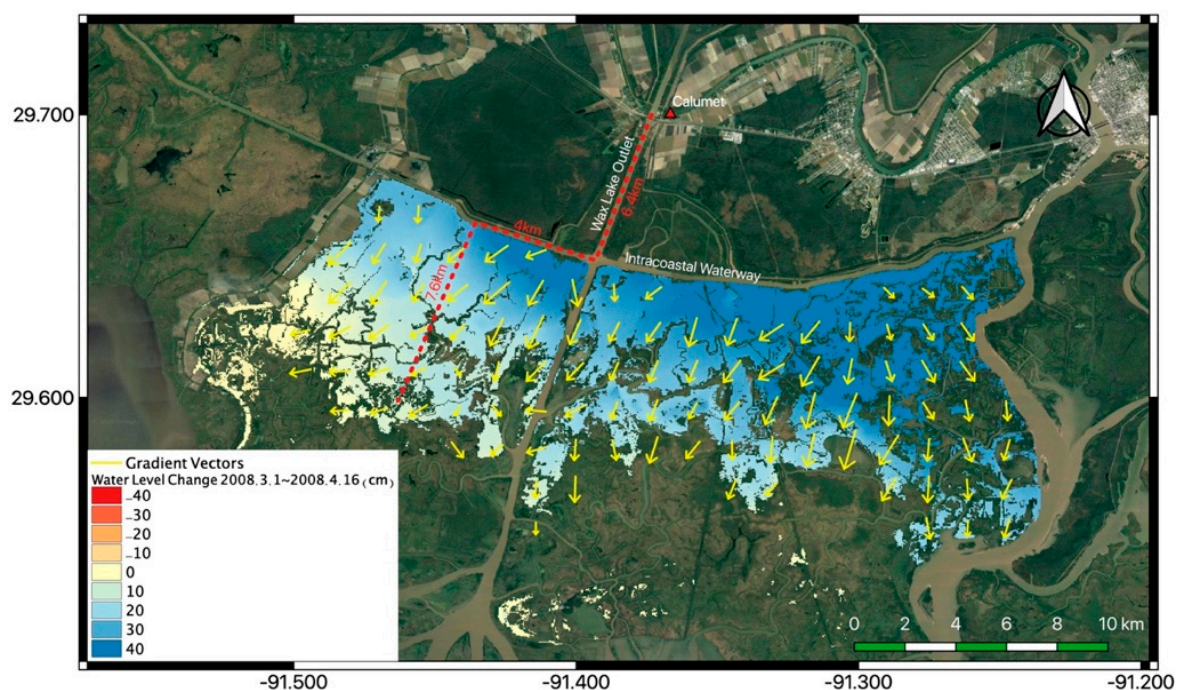 29.700
29.600
Calumet
Wax Lake Outlet
6.4km
4km
7.6km
Intracoastal Waterway
Gradient Vectors
Water Level Change 2008.3.1~2008.4.16 (cm)
-40
-30
-20
-10
0
10
20
30
40
0 2 4 6 8 10 km
-91.500 -91.400 -91.300 -91.200